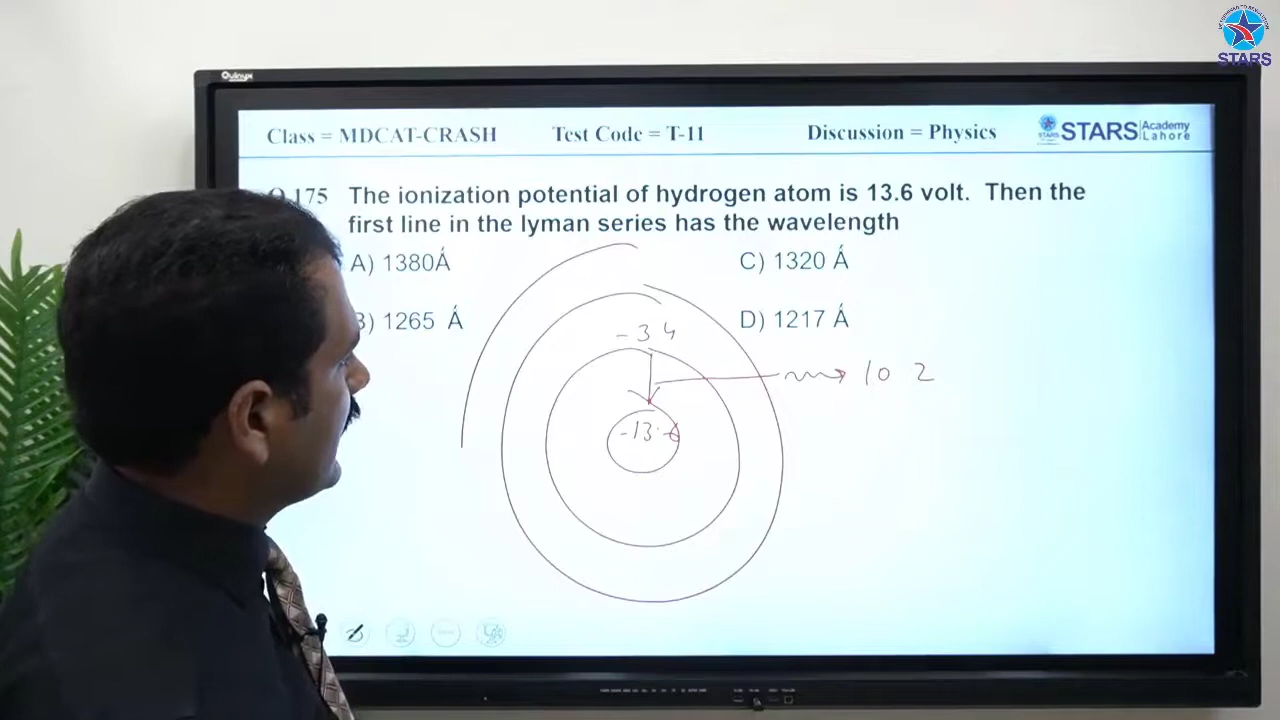 STARS
Qulinyx
Class = MDCAT-CRASH Test Code = T-11 Discussion = Physics STARS Academy Lahore
Q.175 The ionization potential of hydrogen atom is 13.6 volt. Then the
first line in the lyman series has the wavelength
A) 1380Á C) 1320 Á
B) 1265 Á D) 1217 Á
-3 4
10 2
-13.6